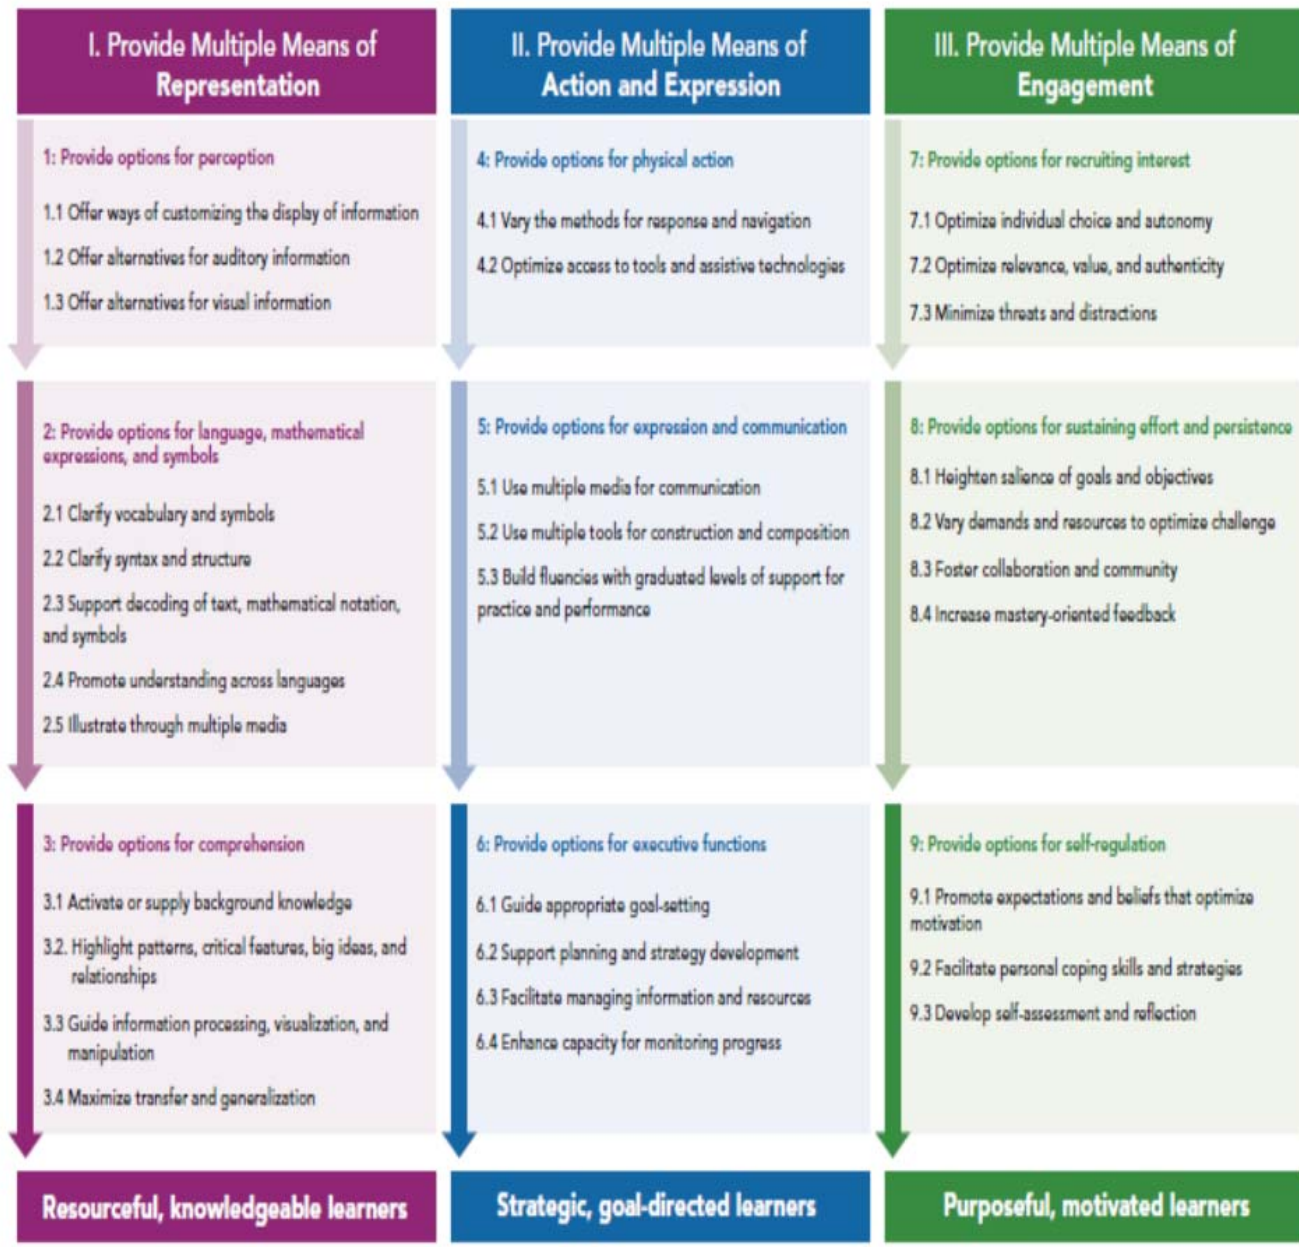 I. Provide Multiple Means of
Representation
1: Provide options for perception
1.1 Offer ways of customizing the display of information
1.2 Offer alternatives for auditory information
1.3 Offer alternatives for visual information
2: Provide options for language, mathematical
expressions, and symbols
2.1 Clarify vocabulary and symbols
2.2 Clarify syntax and structure
2.3 Support decoding of text, mathematical notation,
and symbols
2.4 Promote understanding across languages
2.5 Illustrate through multiple media
3: Provide options for comprehension
3.1 Activate or supply background knowledge
3.2. Highlight patterns, critical features, big ideas, and
relationships
3.3 Guide information processing, visualization, and
manipulation
3.4 Maximize transfer and generalization
Resourceful, knowledgeable learners
II. Provide Multiple Means of
Action and Expression
4: Provide options for physical action
4.1 Vary the methods for response and navigation
4.2 Optimize access to tools and assistive technologies
5: Provide options for expression and communication
5.1 Use multiple media for communication
5.2 Use multiple tools for construction and composition
5.3 Build fluencies with graduated levels of support for
practice and performance
6: Provide options for executive functions
6.1 Guide appropriate goal-setting
6.2 Support planning and strategy development
6.3 Facilitate managing information and resources
6.4 Enhance capacity for monitoring progress
Strategic, goal-directed learners
III. Provide Multiple Means of
Engagement
7: Provide options for recruiting interest
7.1 Optimize individual choice and autonomy
7.2 Optimize relevance, value, and authenticity
7.3 Minimize threats and distractions
8: Provide options for sustaining effort and persistence
8.1 Heighten salience of goals and objectives
8.2 Vary demands and resources to optimize challenge
8.3 Foster collaboration and community
8.4 Increase mastery-oriented feedback
9: Provide options for self-regulation
9.1 Promote expectations and beliefs that optimize
motivation
9.2 Facilitate personal coping skills and strategies
9.3 Develop self-assessment and reflection
Purposeful, motivated learners